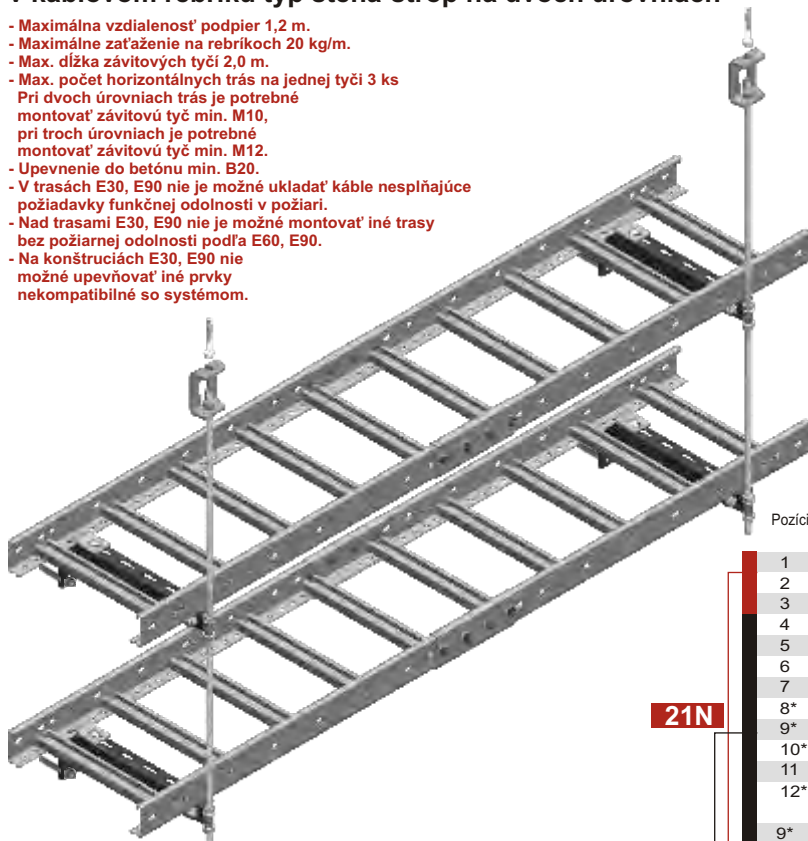 - Maximálna vzdialenosť podpier 1,2 m.
- Maximálne zaťaženie na rebríkoch 20 kg/m.
- Max. dĺžka závitových tyčí 2,0 m.
- Max. počet horizontálnych trás na jednej tyči 3 ks
Pri dvoch úrovniach trás je potrebné
montovať závitovú tyč min. M10,
pri troch úrovniach je potrebné
montovať závitovú tyč min. M12.
- Upevnenie do betónu min. B20.
- V trasách E30, E90 nie je možné ukladať káble nesplňajúce
požiadavky funkčnej odolnosti v požiari.
- Nad trasami E30, E90 nie je možné montovať iné trasy
bez požiarnej odolnosti podľa E60, E90.
- Na konštruciách E30, E90 nie
možné upevňovať iné prvky
nekompatibilné so systémom.
Pozíci
1
2
3
4
5
6
7
21N
8*
9*
10*
11
12*
9*